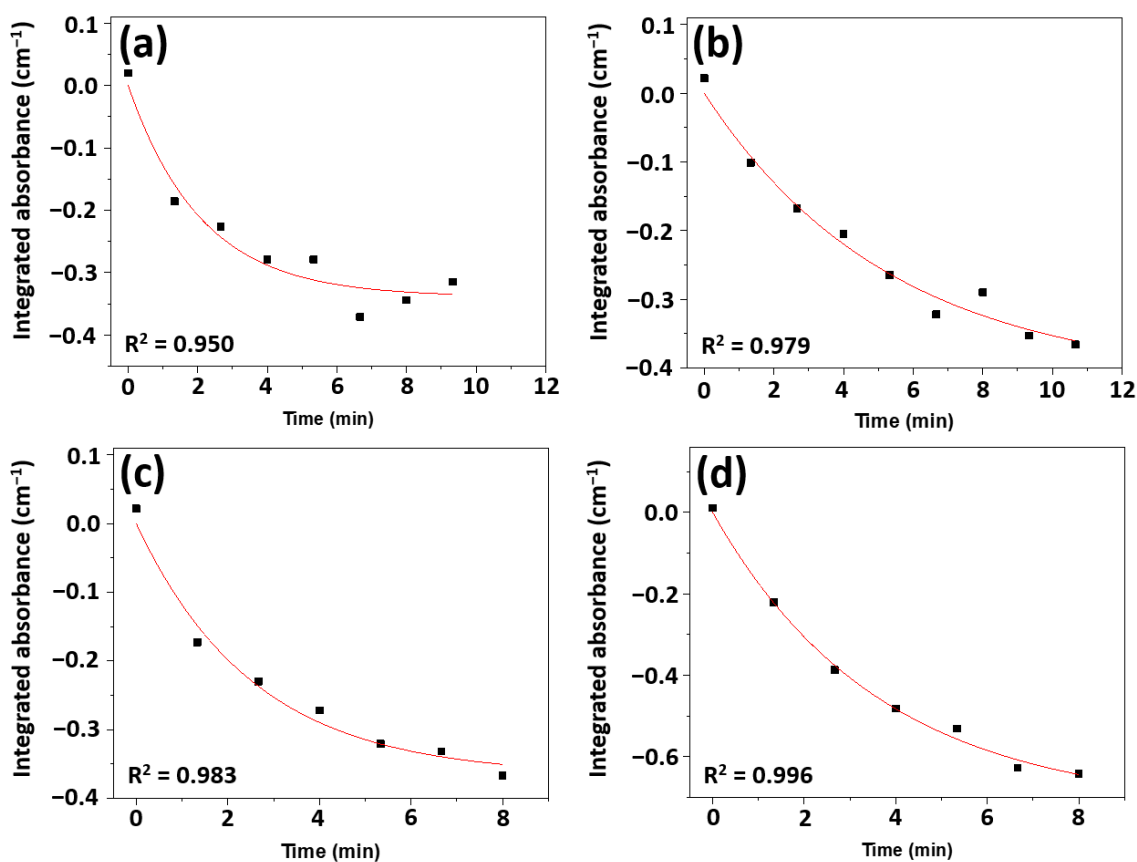 (a)
Integrated absorbance (cm⁻¹)
0.1
0.0
−0.1
−0.2
−0.3
−0.4
R² = 0.950
0 2 4 6 8 10 12
Time (min)
(b)
Integrated absorbance (cm⁻¹)
0.1
0.0
−0.1
−0.2
−0.3
−0.4
R² = 0.979
0 2 4 6 8 10 12
Time (min)
(c)
Integrated absorbance (cm⁻¹)
0.1
0.0
−0.1
−0.2
−0.3
−0.4
R² = 0.983
0 2 4 6 8
Time (min)
(d)
Integrated absorbance (cm⁻¹)
0.0
−0.2
−0.4
−0.6
R² = 0.996
0 2 4 6 8
Time (min)